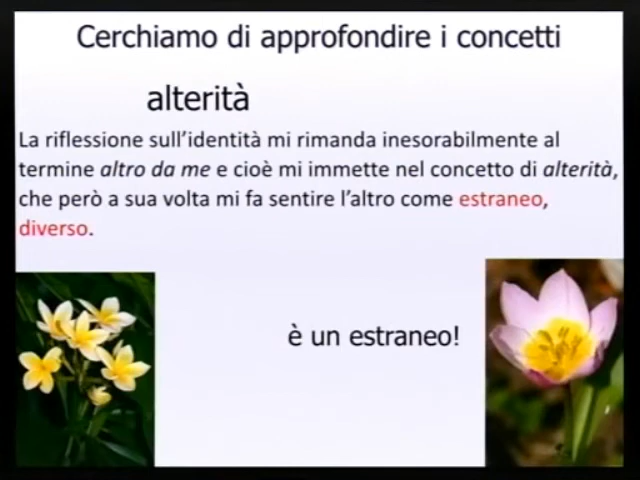 Cerchiamo di approfondire i concetti
alterità
La riflessione sull'identità mi rimanda inesorabilmente al
termine altro da me e cioè mi immette nel concetto di alterità,
che però a sua volta mi fa sentire l'altro come estraneo,
diverso.
è un estraneo!